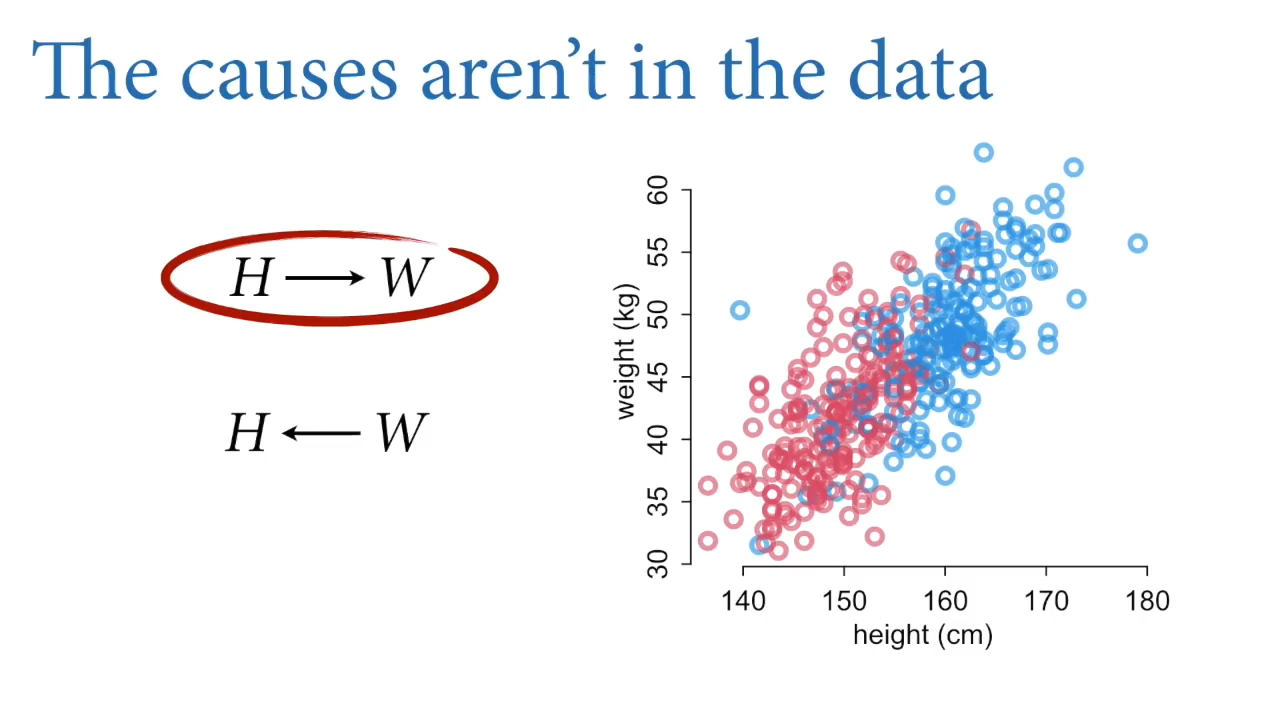 The causes aren’t in the data
H → W
H ← W
weight (kg)
60
55
50
45
40
35
30
140 150 160 170 180
height (cm)